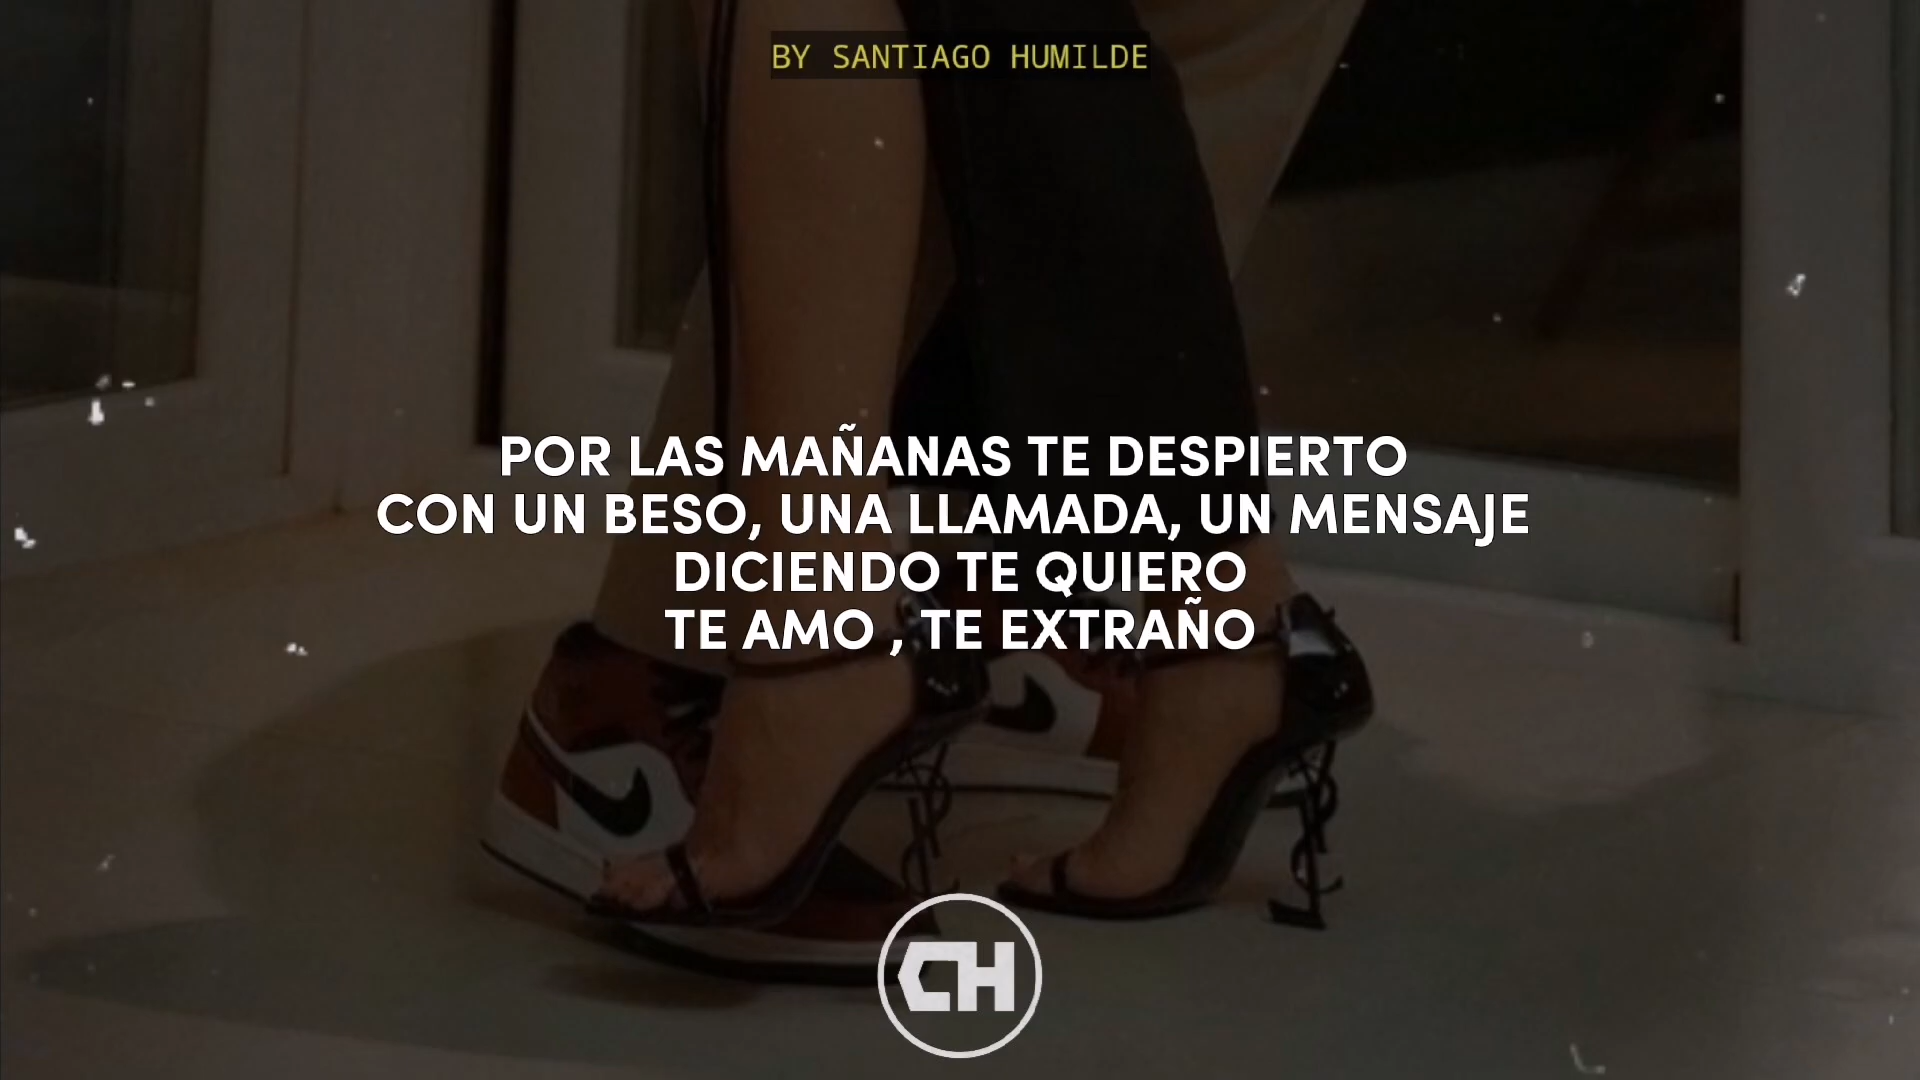 BY SANTIAGO HUMILDE
POR LAS MAÑANAS TE DESPIERTO
CON UN BESO, UNA LLAMADA, UN MENSAJE
DICIENDO TE QUIERO
TE AMO , TE EXTRAÑO
CH